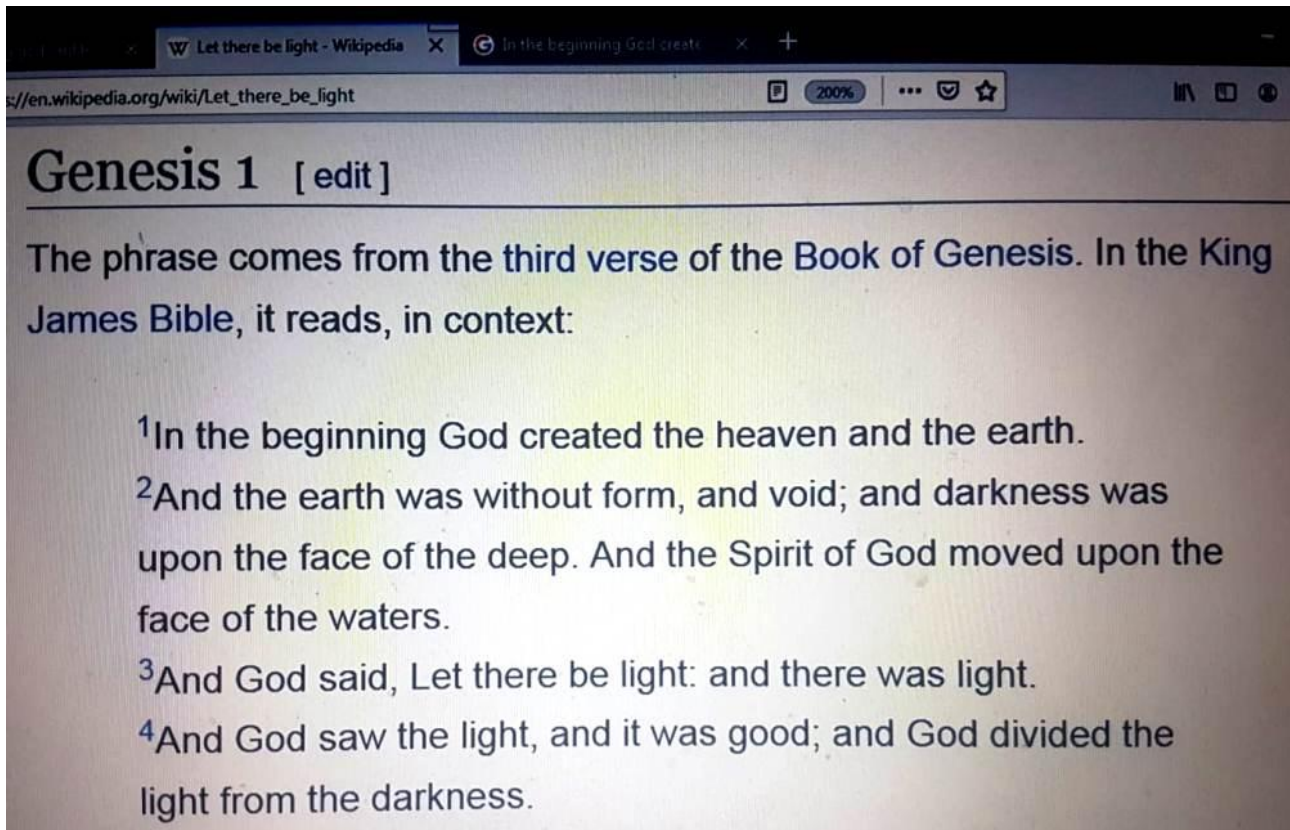 Let there be light - Wikipedia
In the beginning God create
s://en.wikipedia.org/wiki/Let_there_be_light
200%
Genesis 1 [ edit ]
The phrase comes from the third verse of the Book of Genesis. In the King
James Bible, it reads, in context:
1In the beginning God created the heaven and the earth.
2And the earth was without form, and void; and darkness was
upon the face of the deep. And the Spirit of God moved upon the
face of the waters.
3And God said, Let there be light: and there was light.
4And God saw the light, and it was good; and God divided the
light from the darkness.